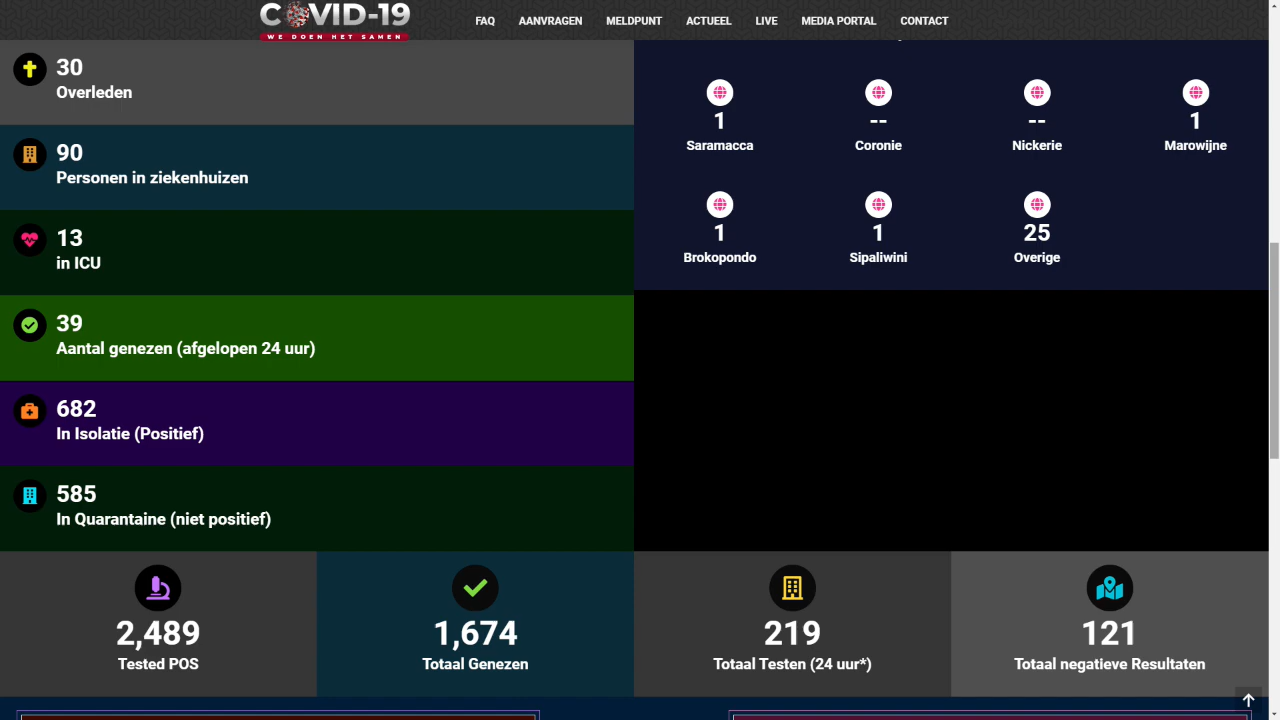 COVID-19
WE DOEN HET SAMEN
FAQ
AANVRAGEN
MELDPUNT
ACTUEEL
LIVE
MEDIA PORTAL
CONTACT
30
Overleden
90
Personen in ziekenhuizen
13
in ICU
39
Aantal genezen (afgelopen 24 uur)
682
In Isolatie (Positief)
585
In Quarantaine (niet positief)
1
Saramacca
--
Coronie
--
Nickerie
1
Marowijne
1
Brokopondo
1
Sipaliwini
25
Overige
2,489
Tested POS
1,674
Totaal Genezen
219
Totaal Testen (24 uur*)
121
Totaal negatieve Resultaten